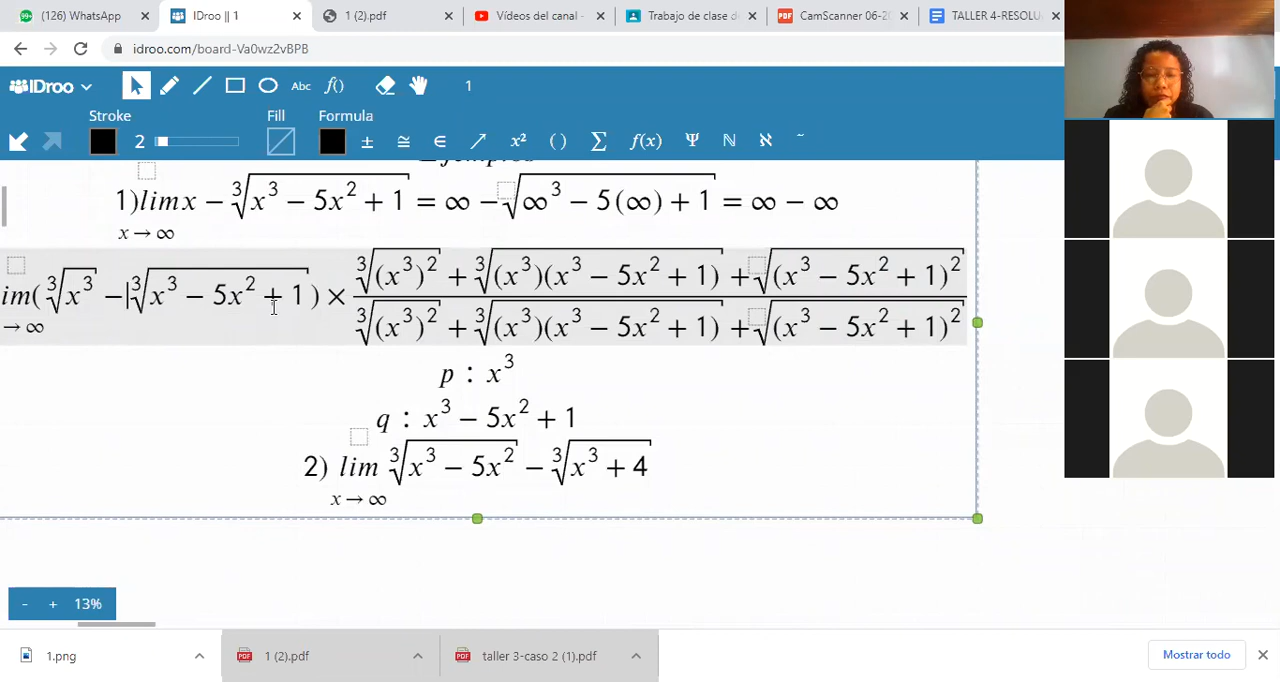 (126) WhatsApp
IDroo || 1
1 (2).pdf
Vídeos del canal -
Trabajo de clase d
CamScanner 06-2
TALLER 4-RESOLU
idroo.com/board-Va0wz2vBPB
IDroo
Abc
f()
1
Stroke
Fill
Formula
2
± ≅ ∈ x² ( ) ∑ f(x) Ψ ℕ ℵ ~
1)lim x − ∛(x³ − 5x² + 1) = ∞ − √(∞³ − 5(∞) + 1) = ∞ − ∞
x → ∞
im(∛(x³) − ∛(x³ − 5x² + 1)) × (∛((x³)²) + ∛((x³)(x³ − 5x² + 1)) + √((x³ − 5x² + 1)²)) / (∛((x³)²) + ∛((x³)(x³ − 5x² + 1)) + √((x³ − 5x² + 1)²))
→ ∞
p : x³
q : x³ − 5x² + 1
2) lim ∛(x³ − 5x²) − ∛(x³ + 4)
x → ∞
- + 13%
1.png
1 (2).pdf
taller 3-caso 2 (1).pdf
Mostrar todo